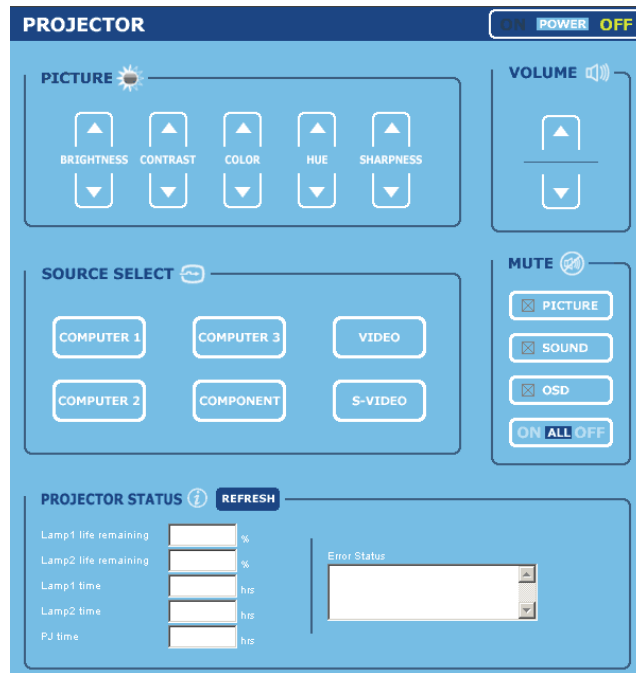 PROJECTOR
ON POWER OFF
PICTURE
BRIGHTNESS CONTRAST COLOR HUE SHARPNESS
VOLUME
SOURCE SELECT
COMPUTER 1 COMPUTER 3 VIDEO
COMPUTER 2 COMPONENT S-VIDEO
MUTE
PICTURE
SOUND
OSD
ON ALL OFF
PROJECTOR STATUS i REFRESH
Lamp1 life remaining %
Lamp2 life remaining %
Lamp1 time hrs
Lamp2 time hrs
PJ time hrs
Error Status